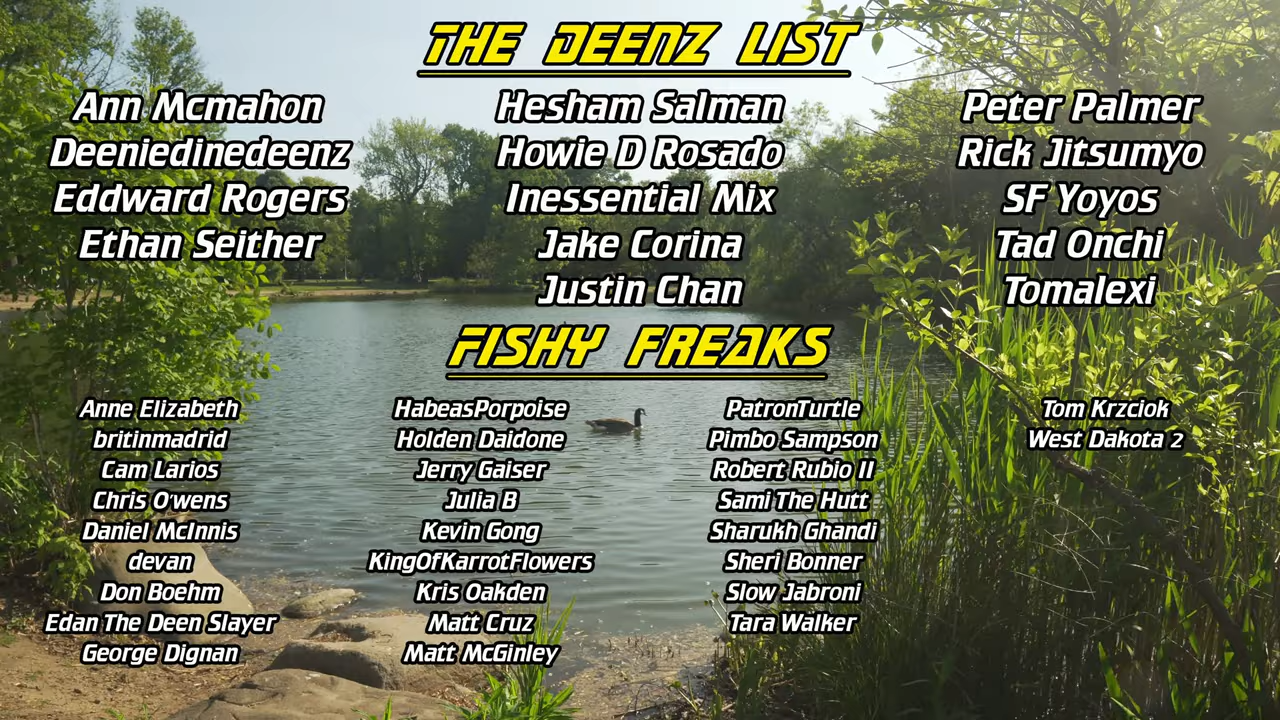 THE DEENZ LIST
Ann Mcmahon
Deeniedinedeenz
Eddward Rogers
Ethan Seither
Hesham Salman
Howie D Rosado
Inessential Mix
Jake Corina
Justin Chan
Peter Palmer
Rick Jitsumyo
SF Yoyos
Tad Onchi
Tomalexi
FISHY FREAKS
Anne Elizabeth
britinmadrid
Cam Larios
Chris O'wens
Daniel McInnis
devan
Don Boehm
Edan The Deen Slayer
George Dignan
HabeasPorpoise
Holden Daidone
Jerry Gaiser
Julia B
Kevin Gong
KingOfKarrotFlowers
Kris Oakden
Matt Cruz
Matt McGinley
PatronTurtle
Pimbo Sampson
Robert Rubio II
Sami The Hutt
Sharukh Ghandi
Sheri Bonner
Slow Jabroni
Tara Walker
Tom Krzciok
West Dakota 2